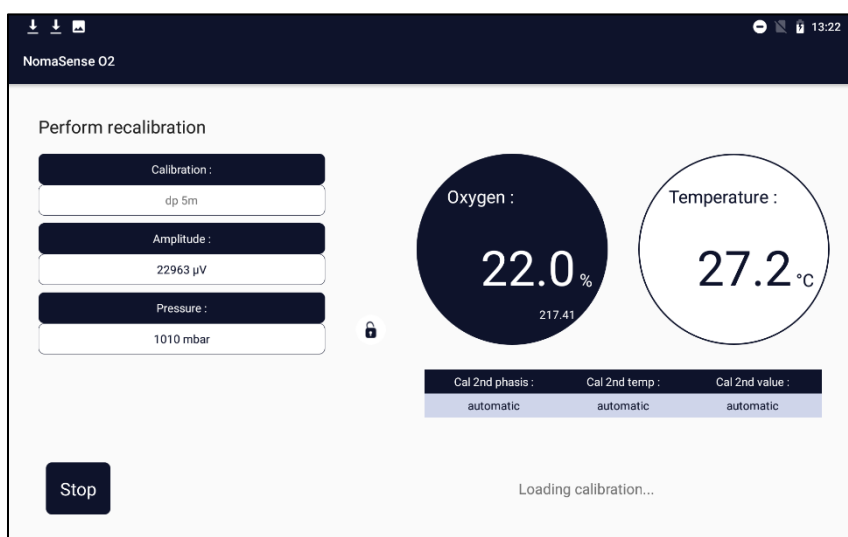 13:22
NomaSense O2
Perform recalibration
Calibration :
dp 5m
Amplitude :
22963 µV
Pressure :
1010 mbar
Oxygen :
22.0 %
217.41
Temperature :
27.2 °C
Cal 2nd phasis : Cal 2nd temp : Cal 2nd value :
automatic automatic automatic
Stop
Loading calibration...